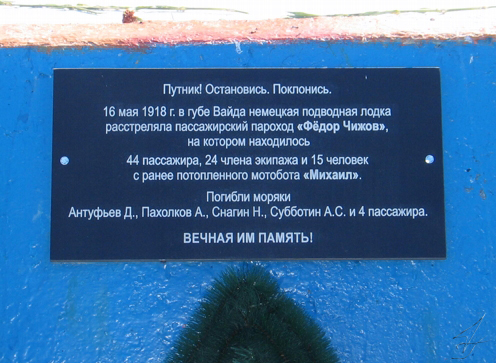 Путник! Остановись. Поклонись.
16 мая 1918 г. в губе Вайда немецкая подводная лодка
расстреляла пассажирский пароход «Фёдор Чижов»,
на котором находилось
44 пассажира, 24 члена экипажа и 15 человек
с ранее потопленного мотобота «Михаил».
Погибли моряки
Антуфьев Д., Пахолков А., Снагин Н., Субботин А.С. и 4 пассажира.
ВЕЧНАЯ ИМ ПАМЯТЬ!